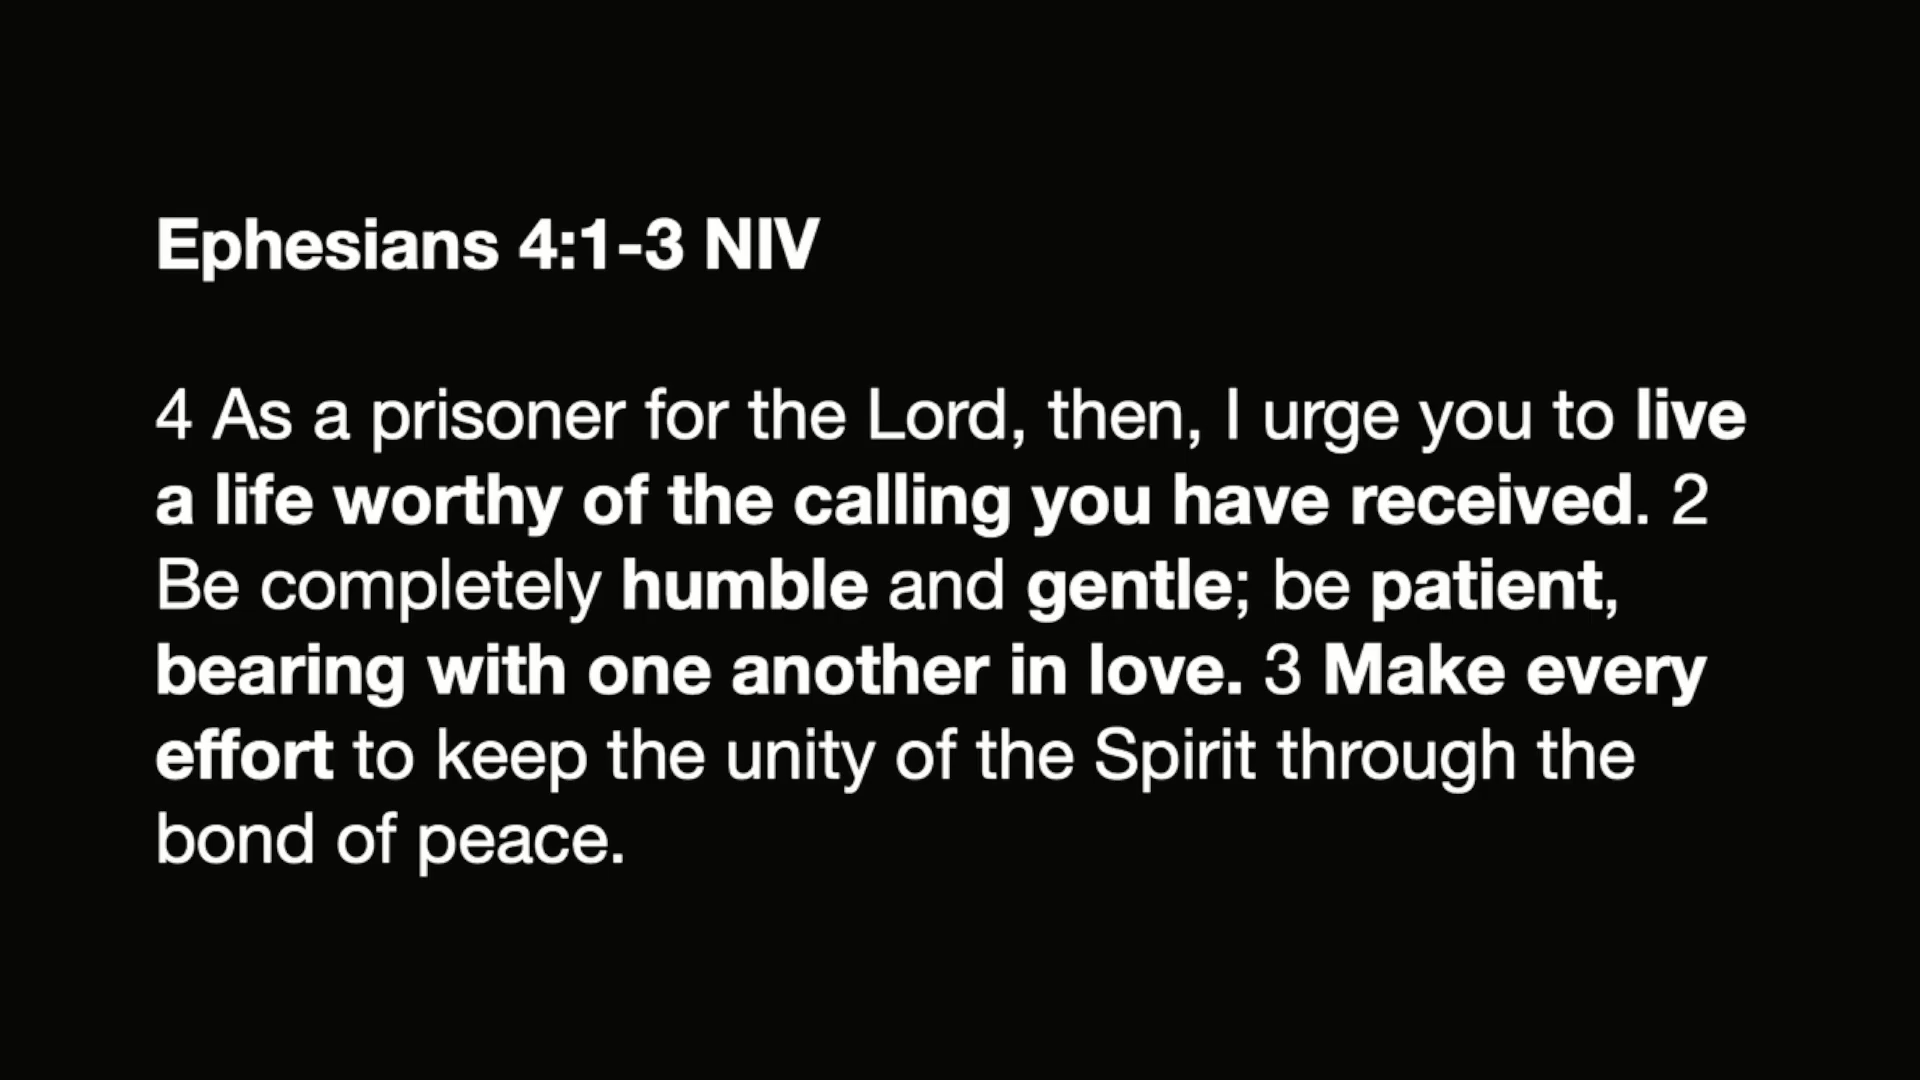 Ephesians 4:1-3 NIV
4 As a prisoner for the Lord, then, I urge you to live
a life worthy of the calling you have received. 2
Be completely humble and gentle; be patient,
bearing with one another in love. 3 Make every
effort to keep the unity of the Spirit through the
bond of peace.